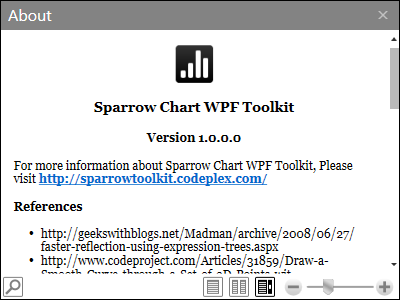 About
Sparrow Chart WPF Toolkit
Version 1.0.0.0
For more information about Sparrow Chart WPF Toolkit, Please
visit http://sparrowtoolkit.codeplex.com/
References
• http://geekswithblogs.net/Madman/archive/2008/06/27/
faster-reflection-using-expression-trees.aspx
• http://www.codeproject.com/Articles/31859/Draw-a-
Smooth-Curve-through-a-Set-of-2D-Points-wit